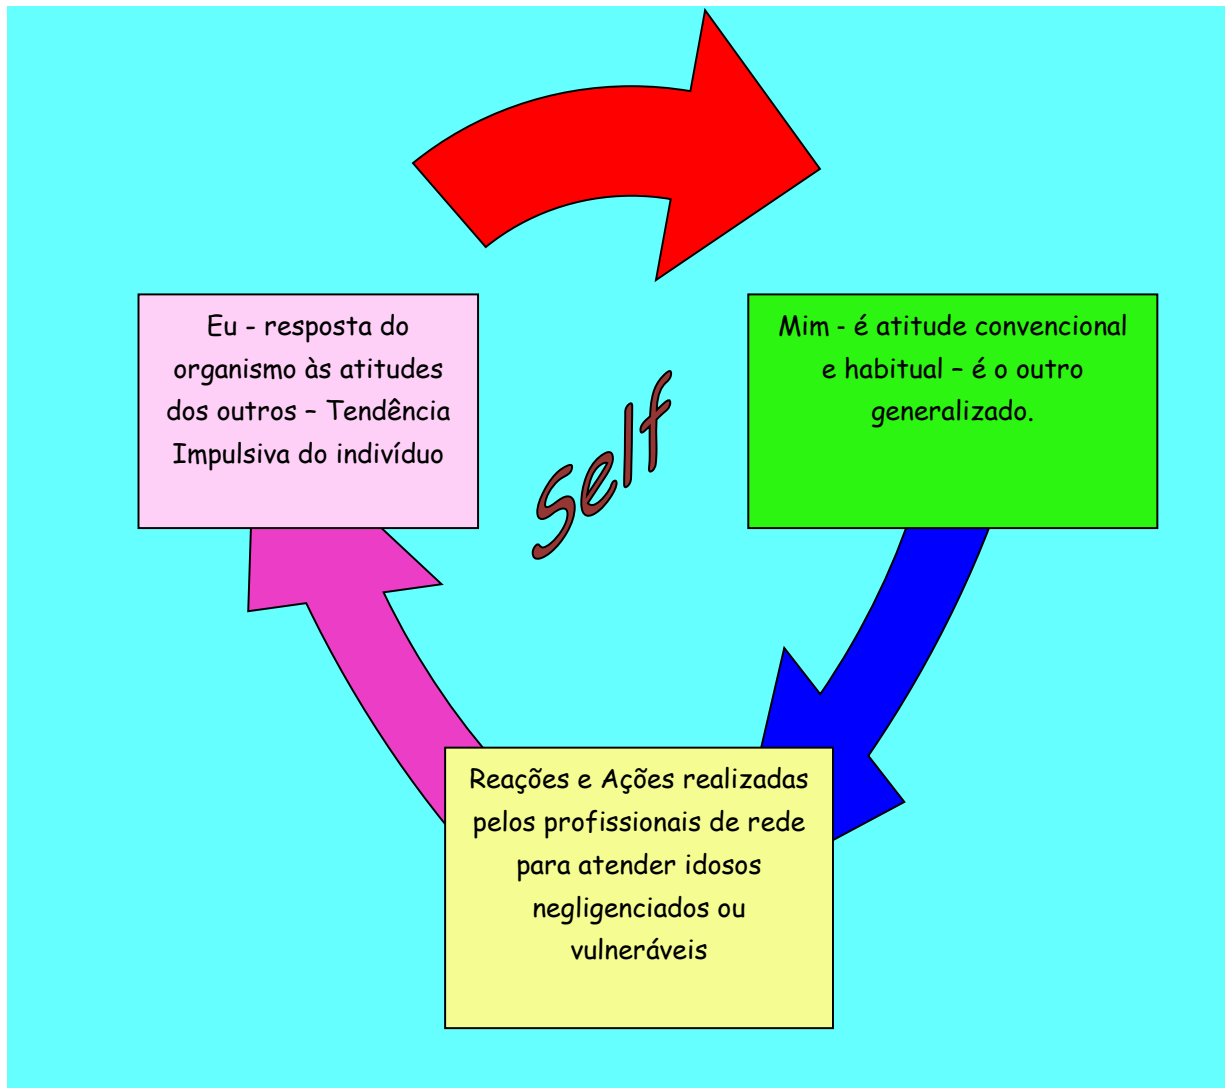 Eu - resposta do
organismo às atitudes
dos outros – Tendência
Impulsiva do indivíduo
Mim - é atitude convencional
e habitual – é o outro
generalizado.
Self
Reações e Ações realizadas
pelos profissionais de rede
para atender idosos
negligenciados ou
vulneráveis